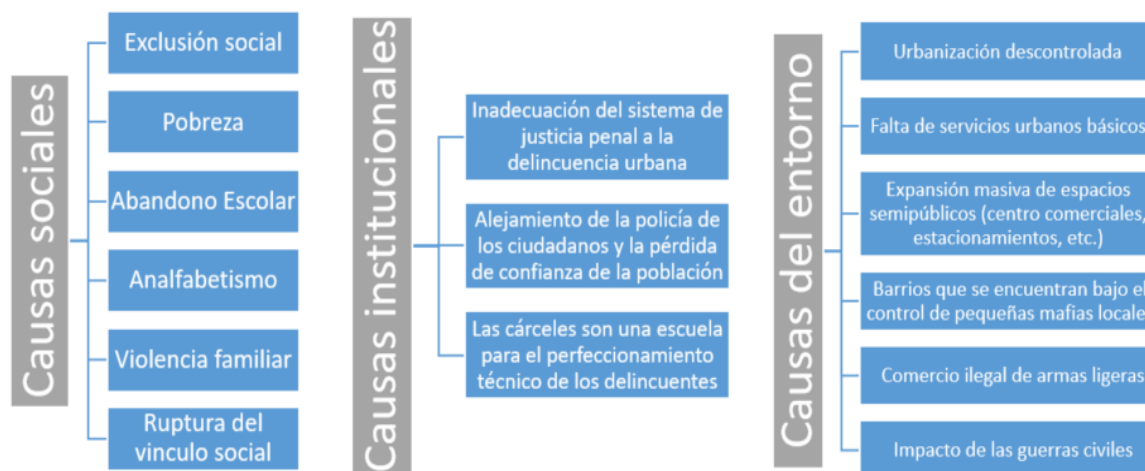 Causas sociales
Exclusión social
Pobreza
Abandono Escolar
Analfabetismo
Violencia familiar
Ruptura del
vinculo social
Causas institucionales
Inadecuación del sistema de
justicia penal a la
delincuencia urbana
Alejamiento de la policía de
los ciudadanos y la pérdida
de confianza de la población
Las cárceles son una escuela
para el perfeccionamiento
técnico de los delincuentes
Causas del entorno
Urbanización descontrolada
Falta de servicios urbanos básicos
Expansión masiva de espacios
semipúblicos (centro comerciales,
estacionamientos, etc.)
Barrios que se encuentran bajo el
control de pequeñas mafias locale
Comercio ilegal de armas ligeras
Impacto de las guerras civiles